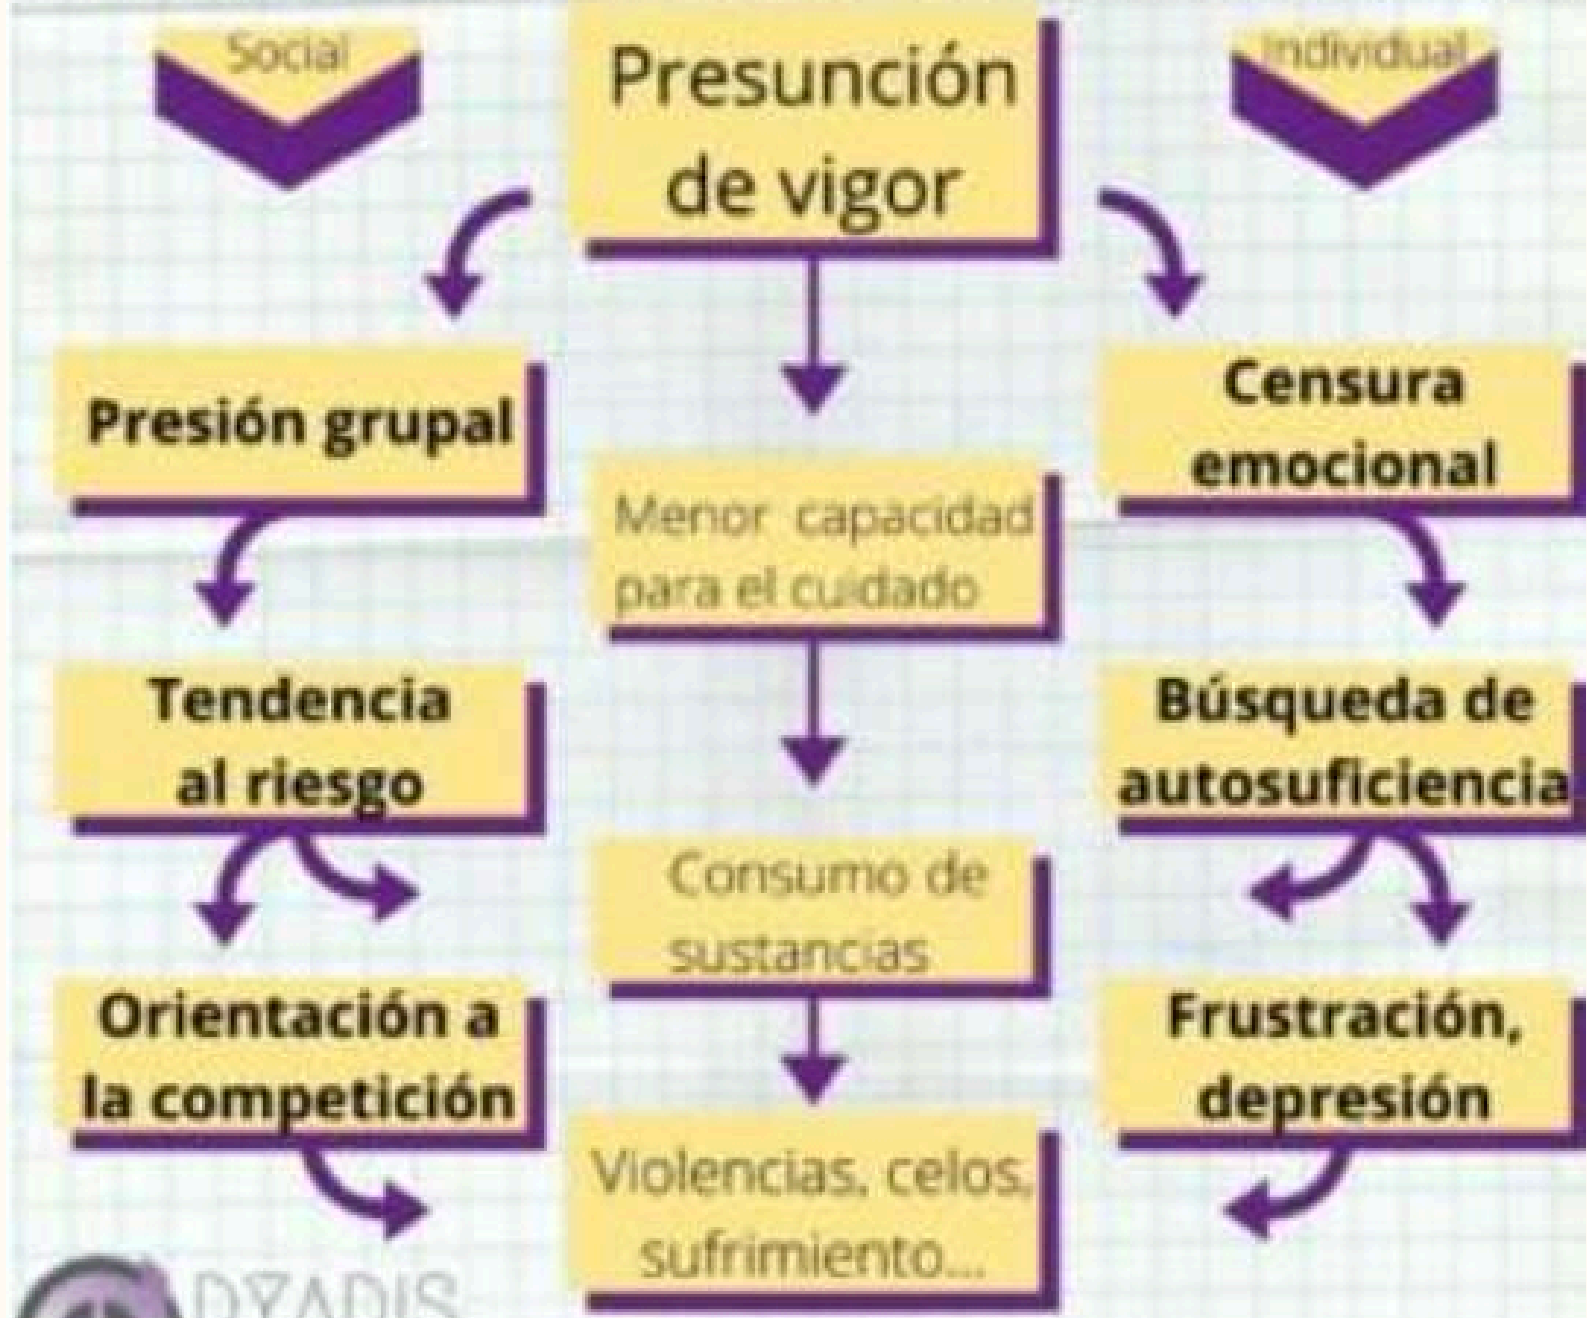 Social
Presunción
de vigor
Individual
Presión grupal
Censura
emocional
Menor capacidad
para el cuidado
Tendencia
al riesgo
Búsqueda de
autosuficiencia
Consumo de
sustancias
Orientación a
la competición
Frustración,
depresión
Violencias, celos,
sufrimiento...
DYADIS